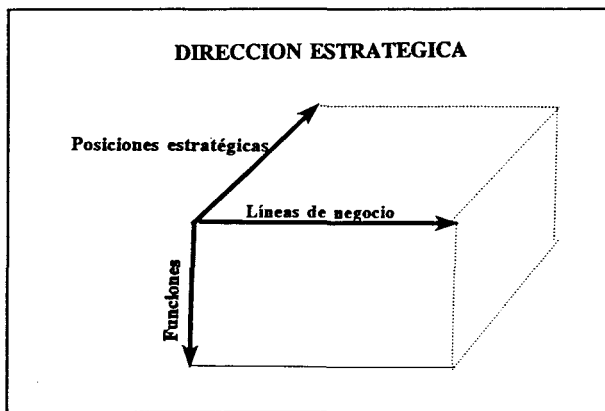 DIRECCION ESTRATEGICA
Posiciones estratégicas
Líneas de negocio
Funciones